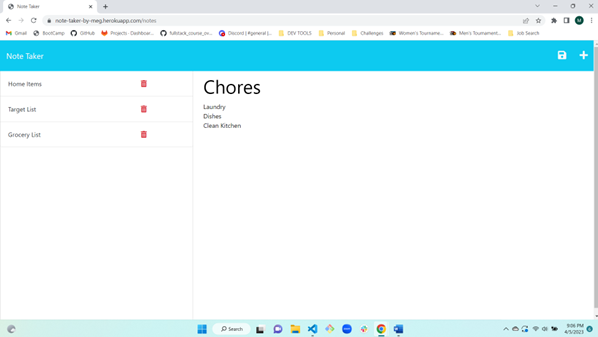 Note Taker
note-taker-by-meg.herokuapp.com/notes
Gmail BootCamp GitHub Projects · Dashboar... fullstack_course_ov... Discord | #general |... DEV TOOLS Personal Challenges Women's Tourname... Men's Tournament... Job Search
Note Taker
Home Items
Target List
Grocery List
Chores
Laundry
Dishes
Clean Kitchen
Search
9:06 PM
4/5/2023